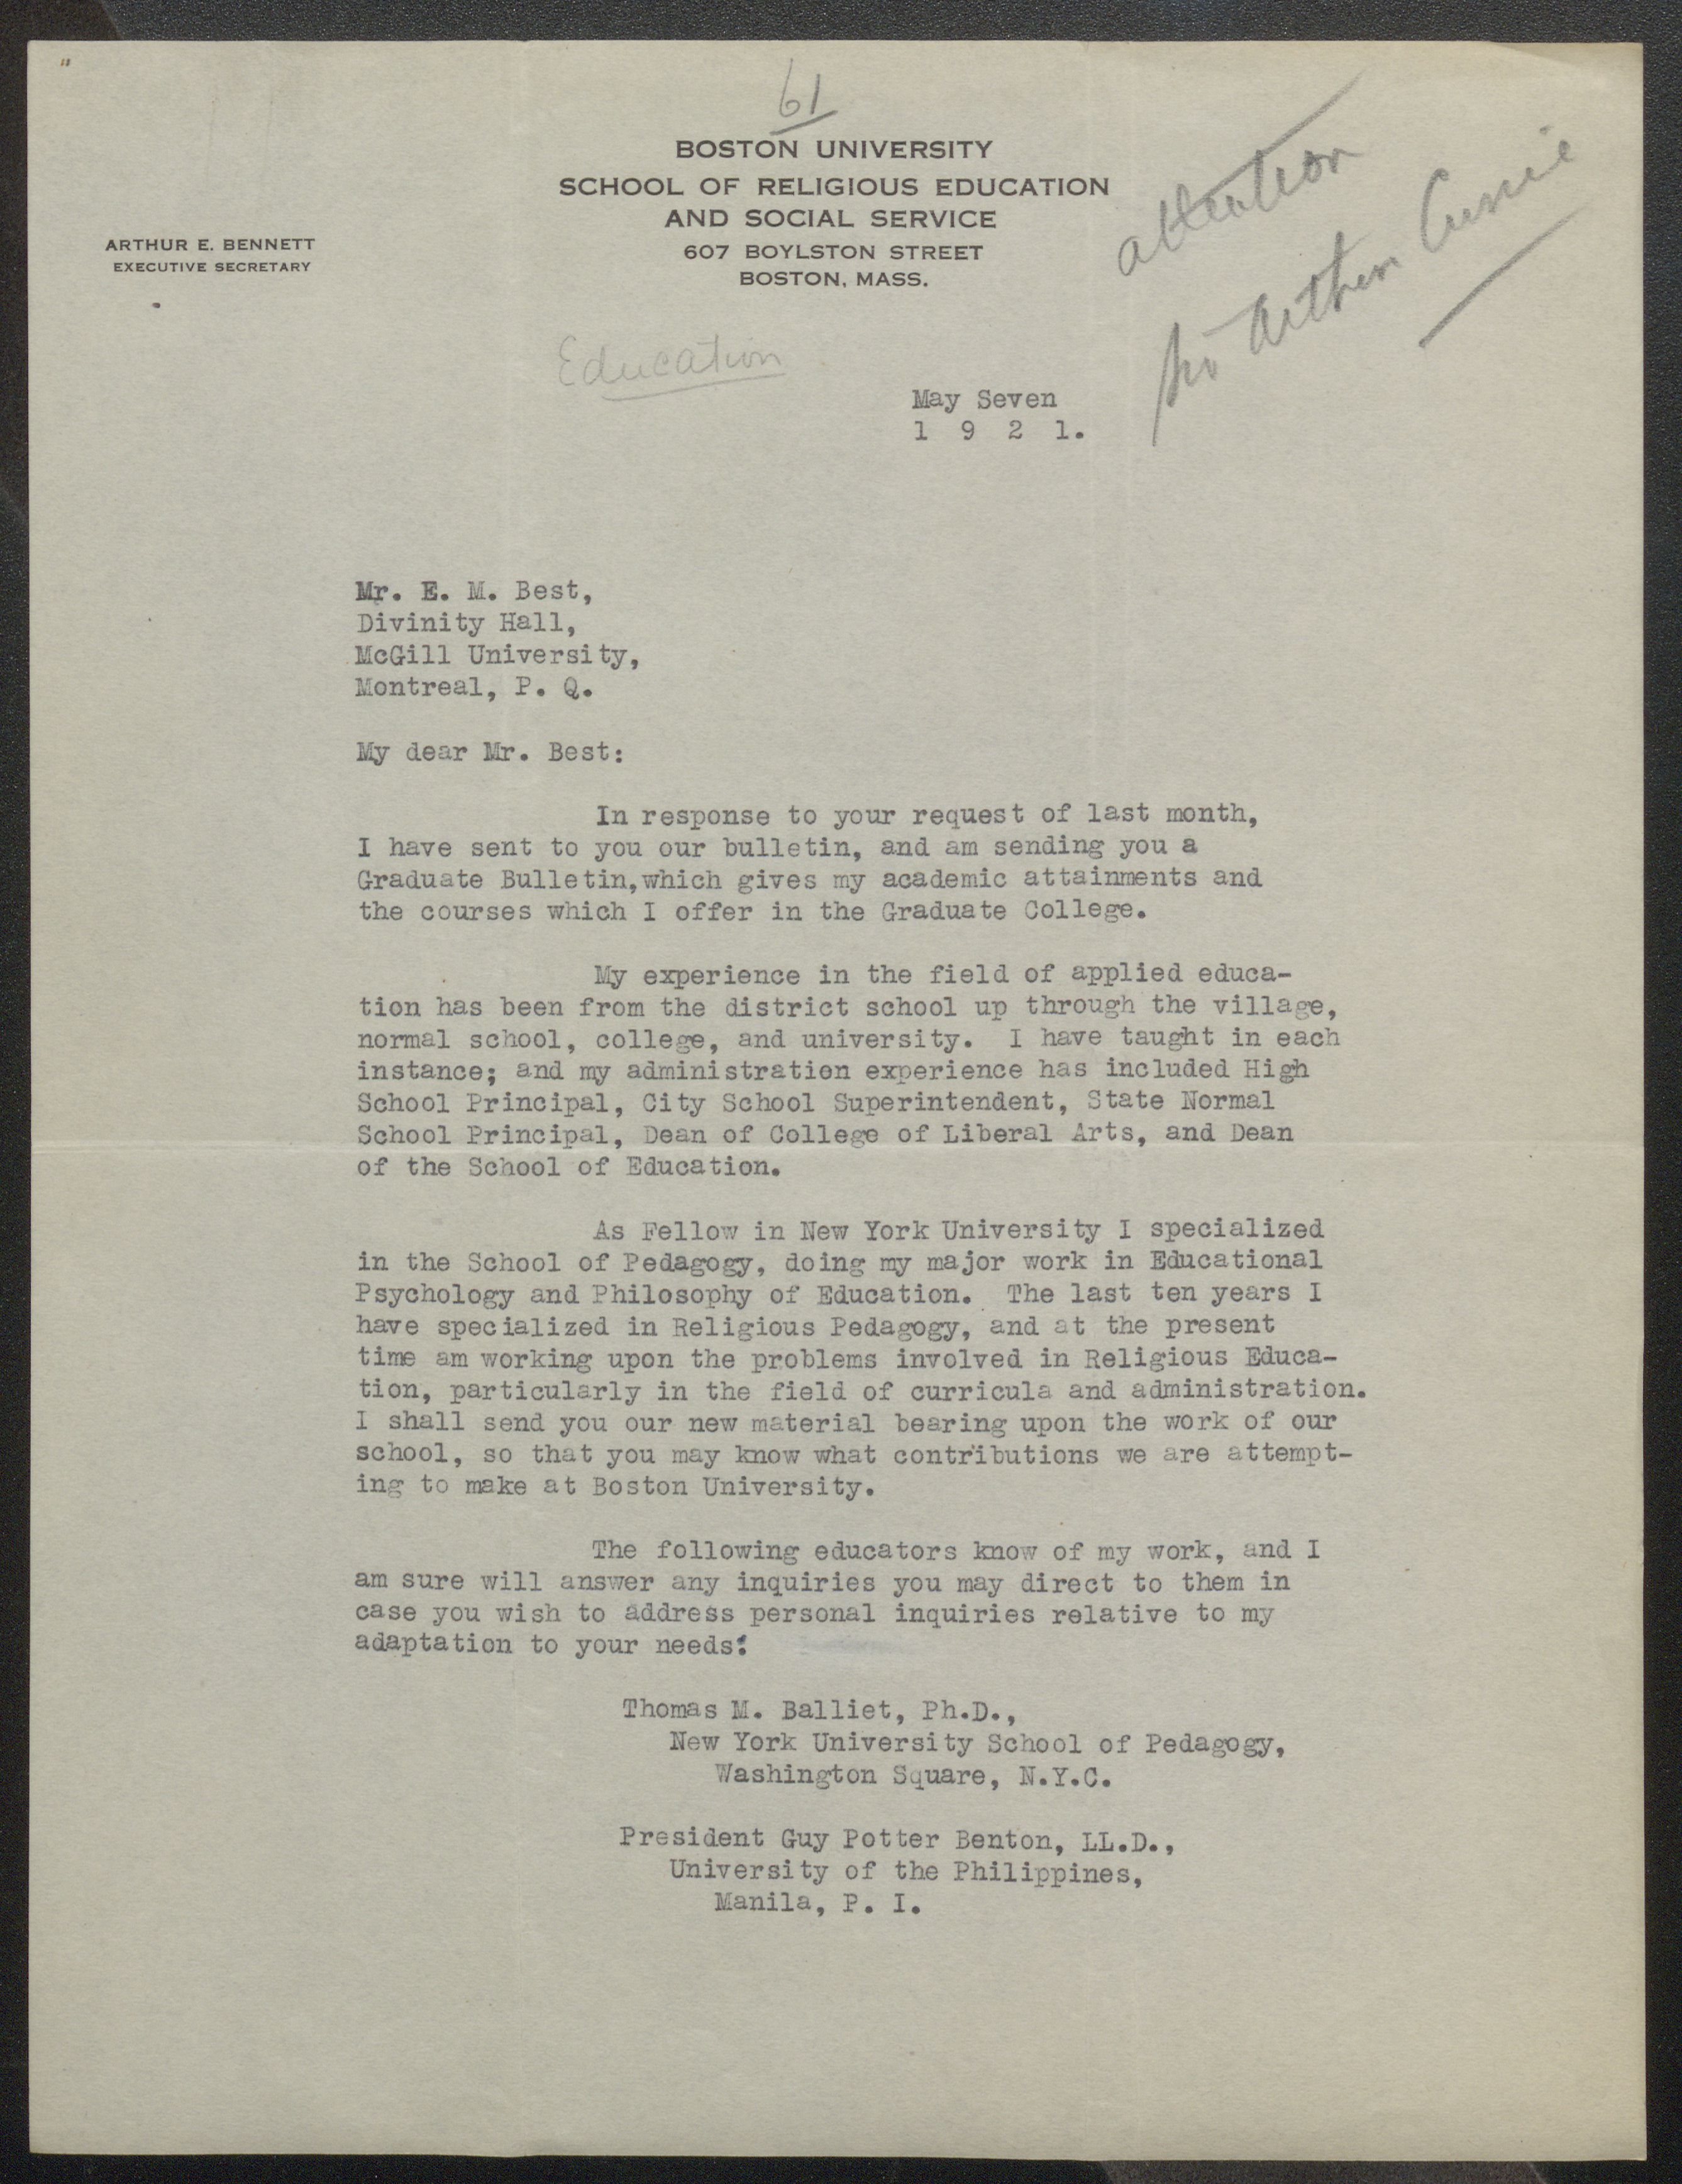 61
BOSTON UNIVERSITY
SCHOOL OF RELIGIOUS EDUCATION
AND SOCIAL SERVICE
607 BOYLSTON STREET
BOSTON, MASS.
ARTHUR E. BENNETT
EXECUTIVE SECRETARY
attention
Sir Arthur Currie
Education
May Seven
1 9 2 1.
Mr. E. M. Best,
Divinity Hall,
McGill University,
Montreal, P. Q.
My dear Mr. Best:
In response to your request of last month,
I have sent to you our bulletin, and am sending you a
Graduate Bulletin,which gives my academic attainments and
the courses which I offer in the Graduate College.
My experience in the field of applied educa-
tion has been from the district school up through the village,
normal school, college, and university. I have taught in each
instance; and my administration experience has included High
School Principal, City School Superintendent, State Normal
School Principal, Dean of College of Liberal Arts, and Dean
of the School of Education.
As Fellow in New York University I specialized
in the School of Pedagogy, doing my major work in Educational
Psychology and Philosophy of Education. The last ten years I
have specialized in Religious Pedagogy, and at the present
time am working upon the problems involved in Religious Educa-
tion, particularly in the field of curricula and administration.
I shall send you our new material bearing upon the work of our
school, so that you may know what contributions we are attempt-
ing to make at Boston University.
The following educators know of my work, and I
am sure will answer any inquiries you may direct to them in
case you wish to address personal inquiries relative to my
adaptation to your needs:
Thomas M. Balliet, Ph.D.,
New York University School of Pedagogy,
Washington Square, N.Y.C.
President Guy Potter Benton, LL.D.,
University of the Philippines,
Manila, P. I.